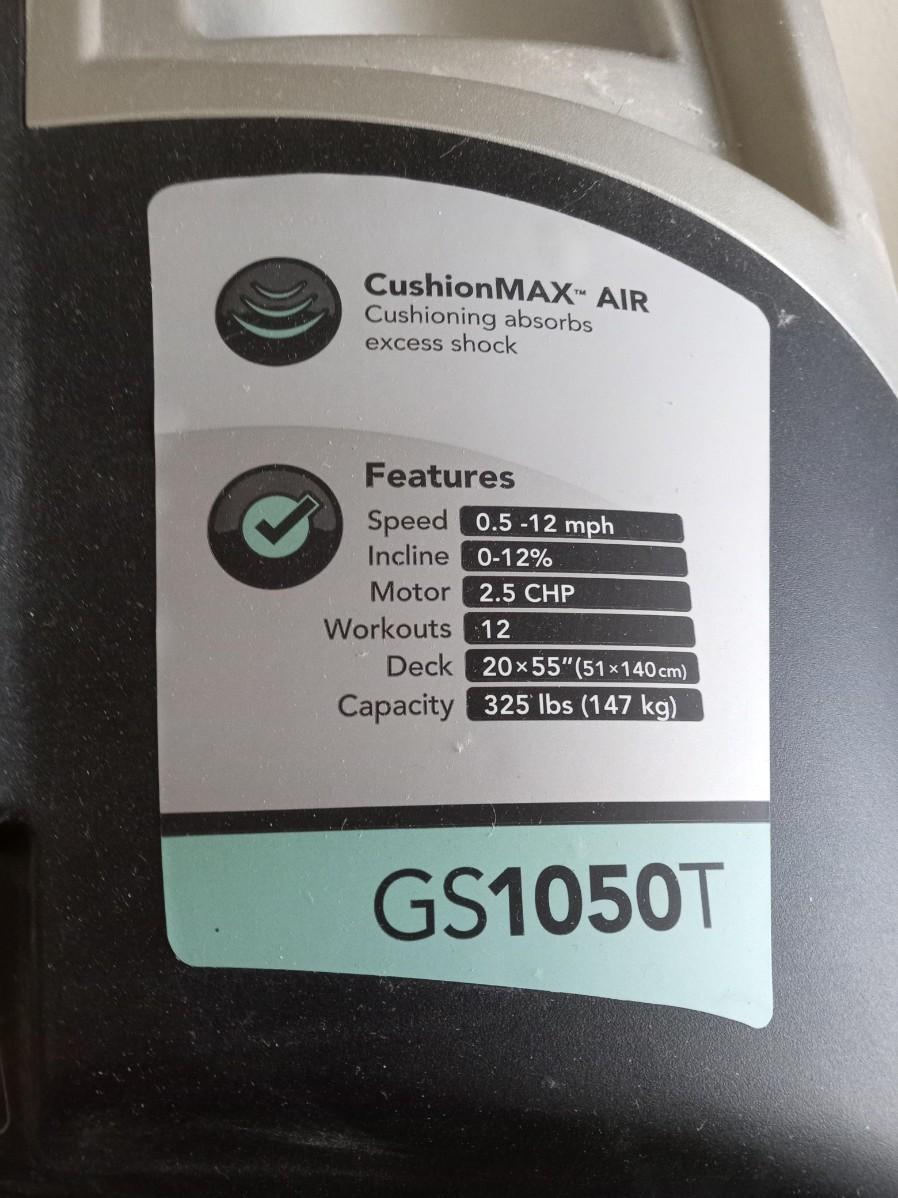 CushionMAX™ AIR
Cushioning absorbs
excess shock
Features
Speed 0.5 -12 mph
Incline 0-12%
Motor 2.5 CHP
Workouts 12
Deck 20×55"(51×140cm)
Capacity 325 lbs (147 kg)
GS1050T